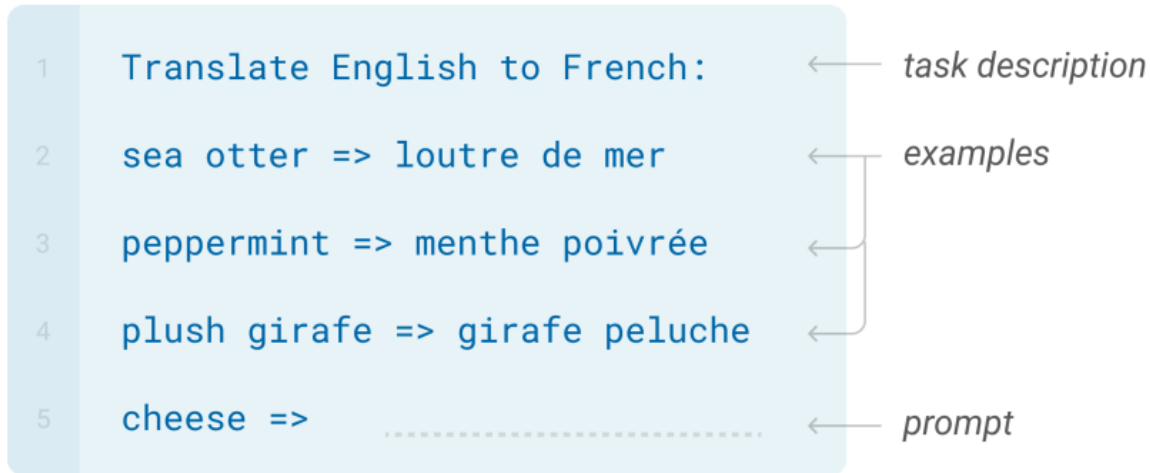 1 Translate English to French: task description
2 sea otter => loutre de mer examples
3 peppermint => menthe poivrée
4 plush girafe => girafe peluche
5 cheese => prompt